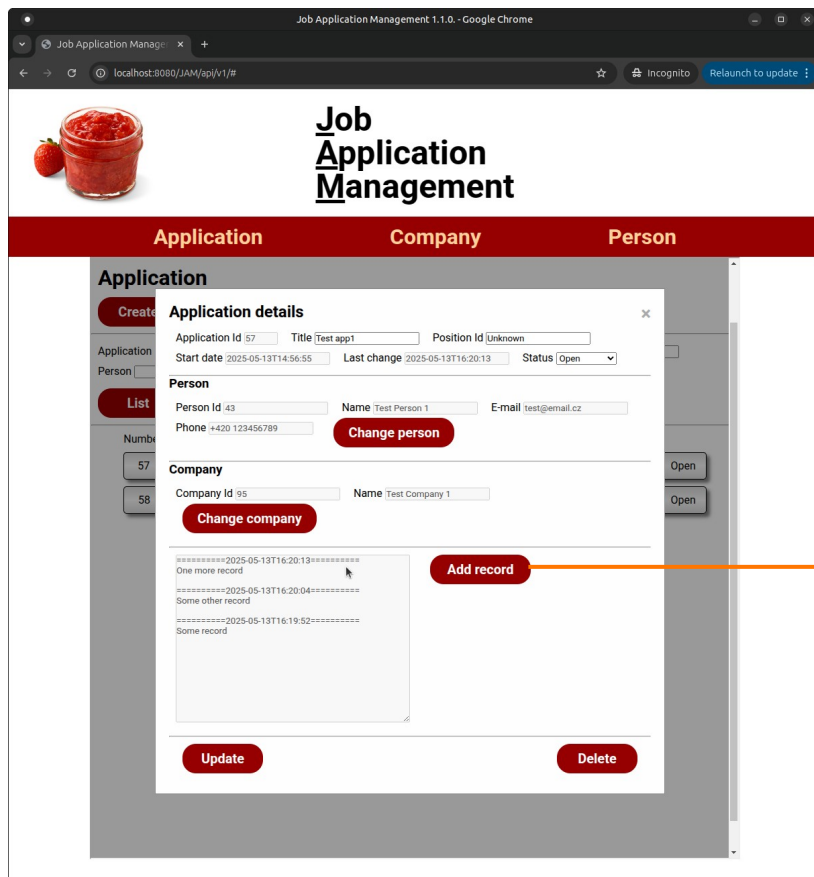 Job Application Management 1.1.0. - Google Chrome
Job Application Manage
localhost:8080/JAM/api/v1/#
Incognito
Relaunch to update
Job
Application
Management
Application Company Person
Application
Create
Application
Person
List
Numbe
57 Open
58 Open
Application details
Application Id 57 Title Test app1 Position Id Unknown
Start date 2025-05-13T14:56:55 Last change 2025-05-13T16:20:13 Status Open
Person
Person Id 43 Name Test Person 1 E-mail test@email.cz
Phone +420 123456789 Change person
Company
Company Id 95 Name Test Company 1
Change company
==========2025-05-13T16:20:13==========
One more record
==========2025-05-13T16:20:04==========
Some other record
==========2025-05-13T16:19:52==========
Some record
Add record
Update Delete